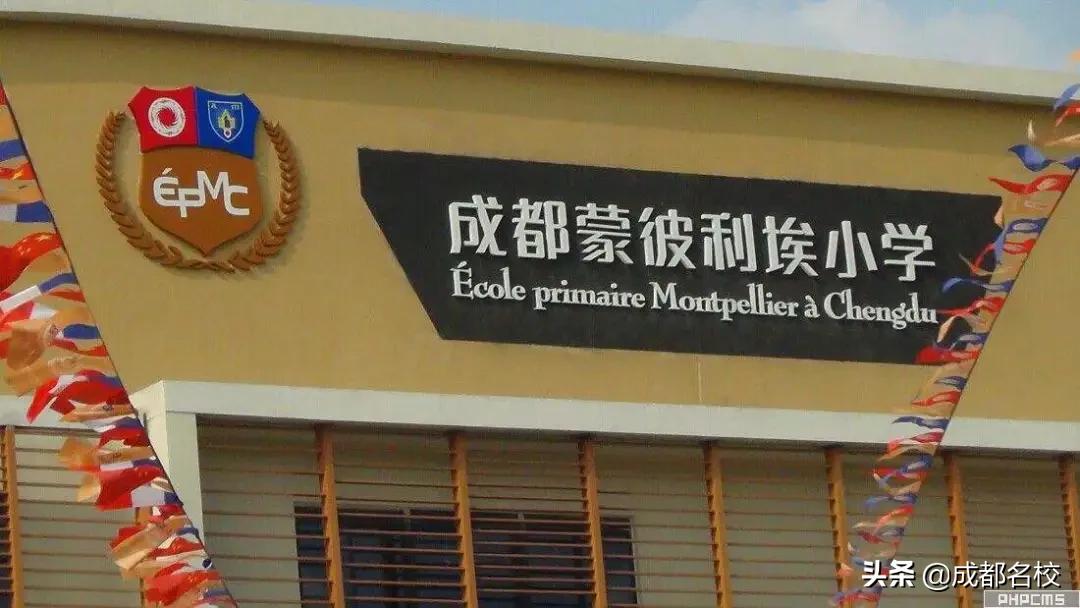 ÉPMC
成都蒙彼利埃小学
École primaire Montpellier à Chengdu
头条 @成都名校
PHPCMS